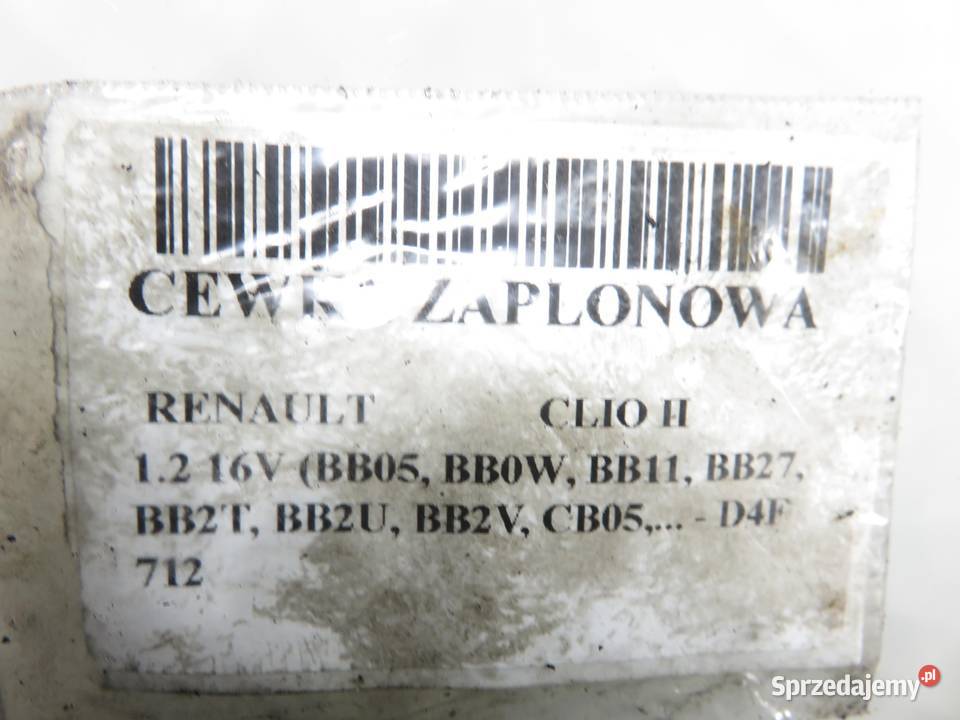 CEWK ZAPLONOWA
RENAULT CLIO II
1.2 16V (BB05, BB0W, BB11, BB27,
BB2T, BB2U, BB2V, CB05,... - D4F
712
Sprzedajemy.pl